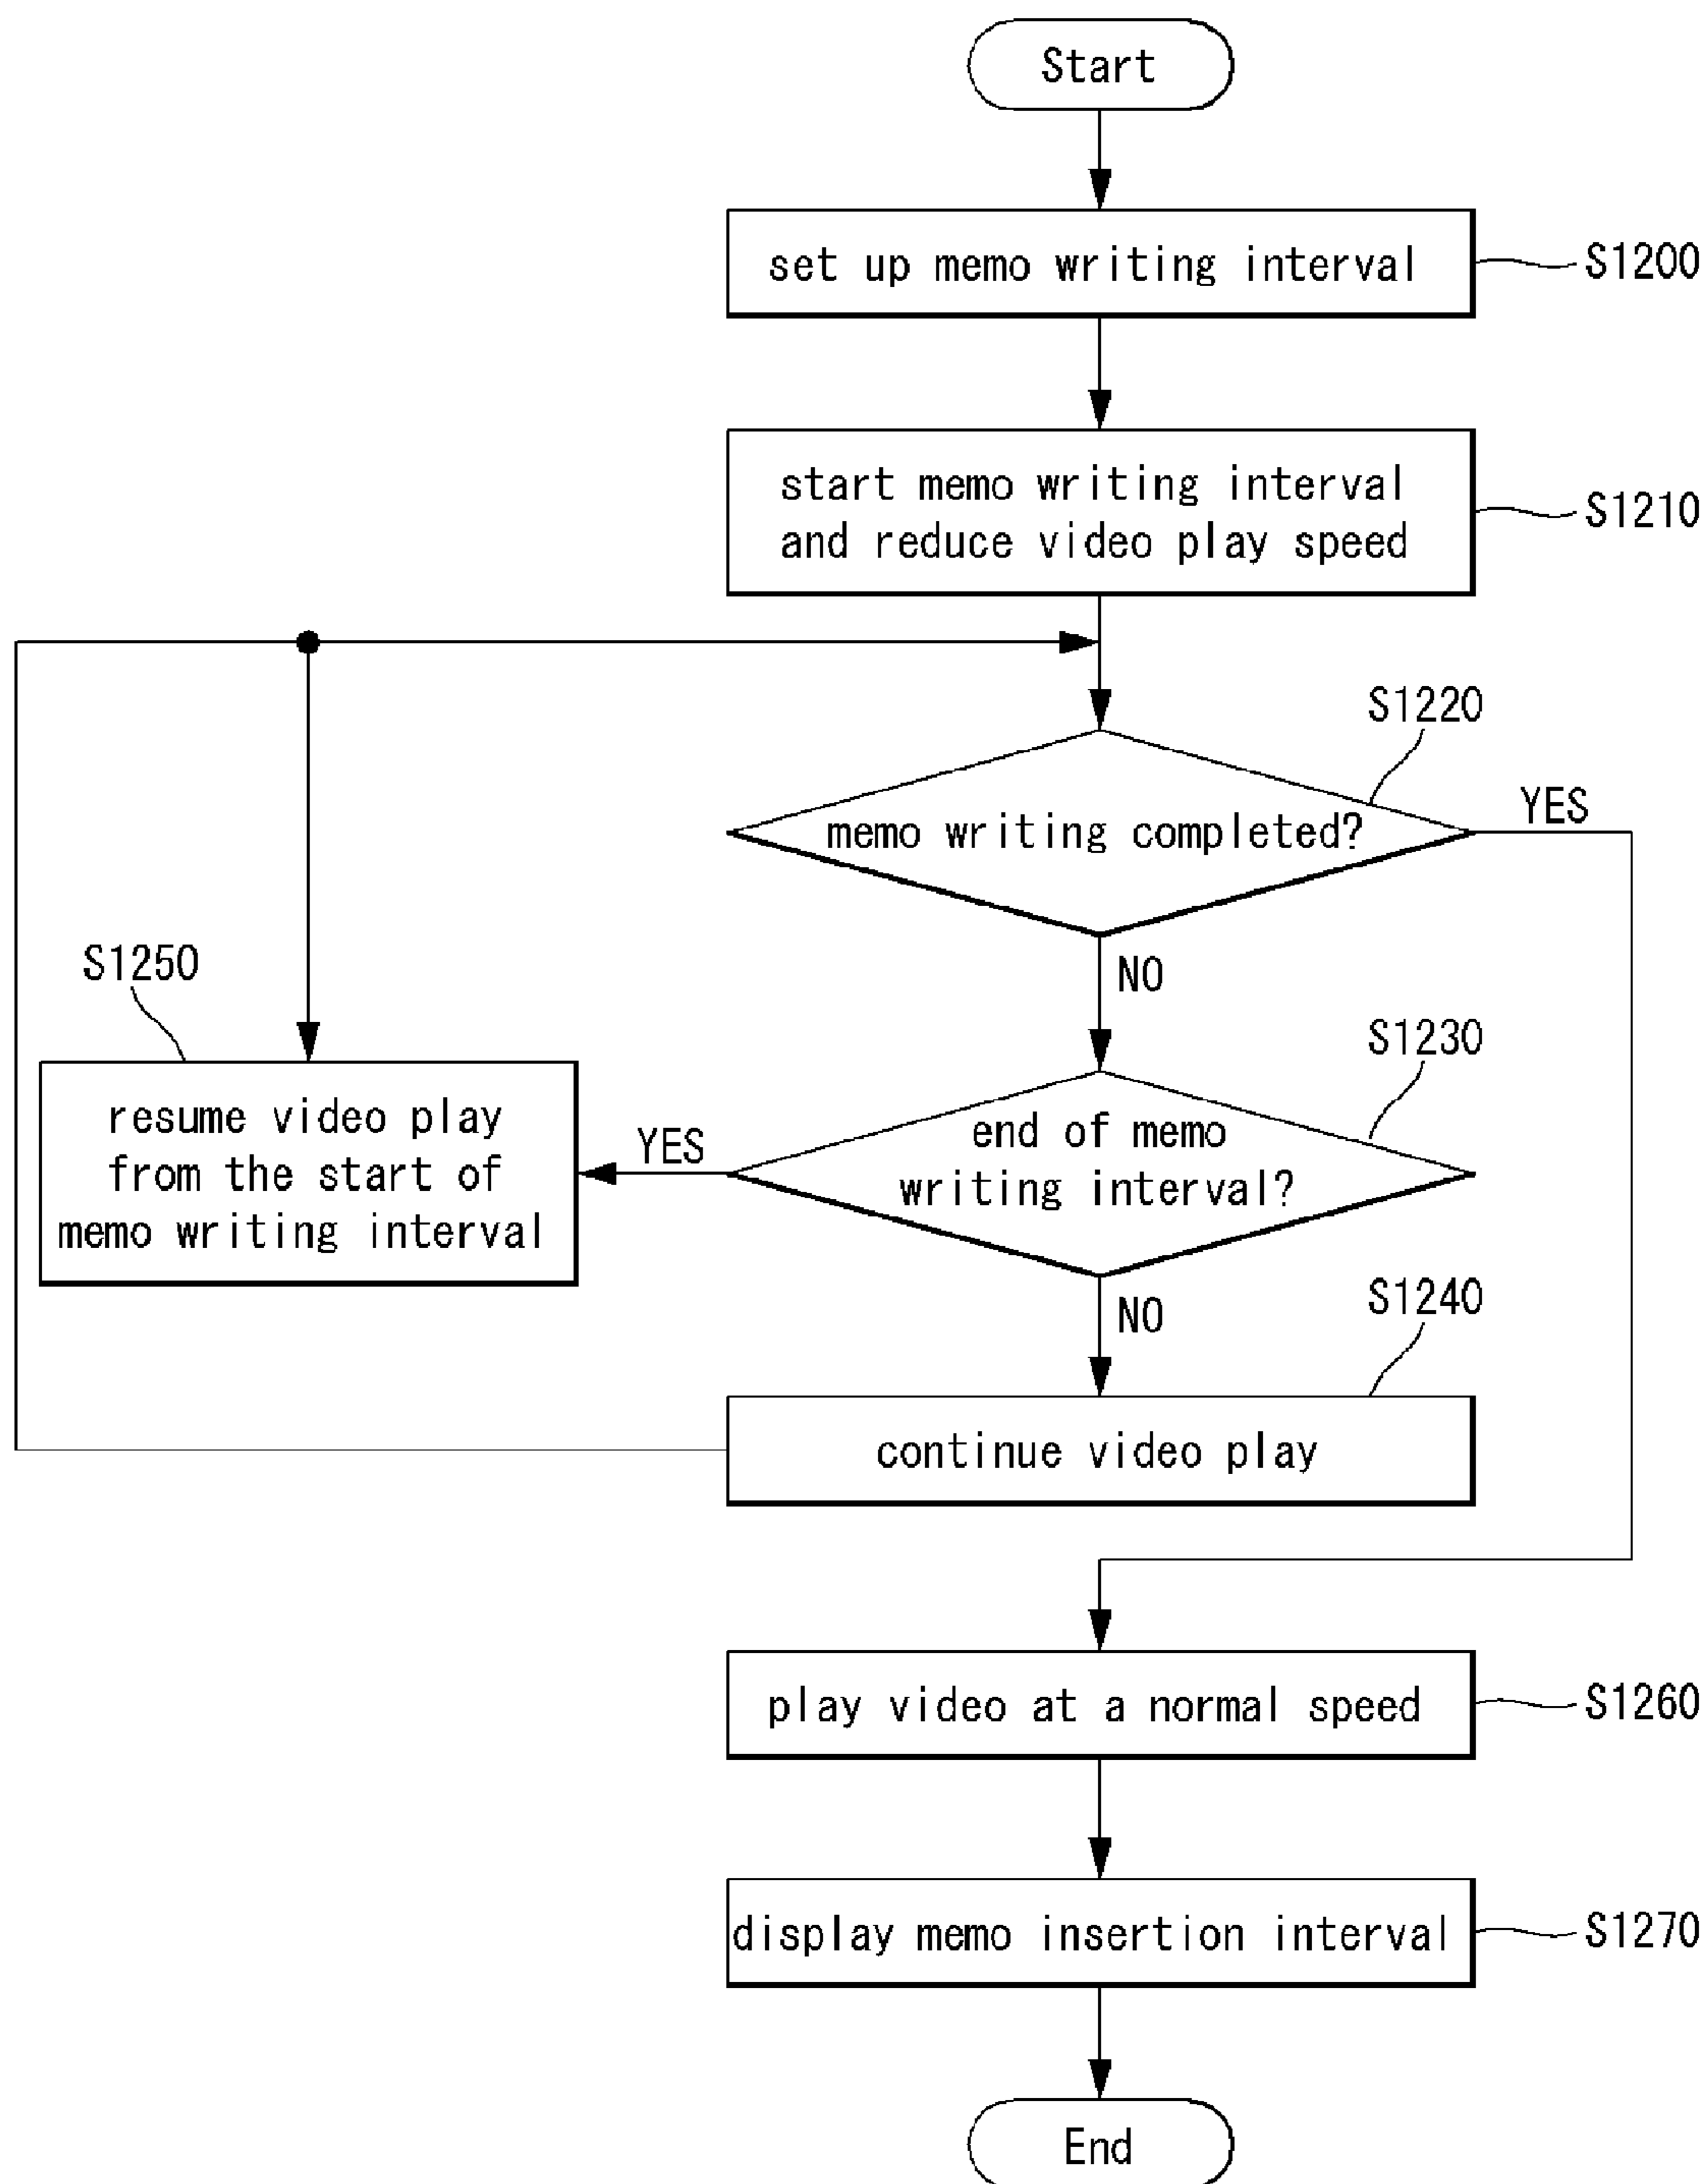 Start
set up memo writing interval
S1200
start memo writing interval
and reduce video play speed
S1210
S1220
memo writing completed?
YES
NO
S1250
S1230
resume video play
from the start of
memo writing interval
YES
end of memo
writing interval?
NO
S1240
continue video play
play video at a normal speed
S1260
display memo insertion interval
S1270
End